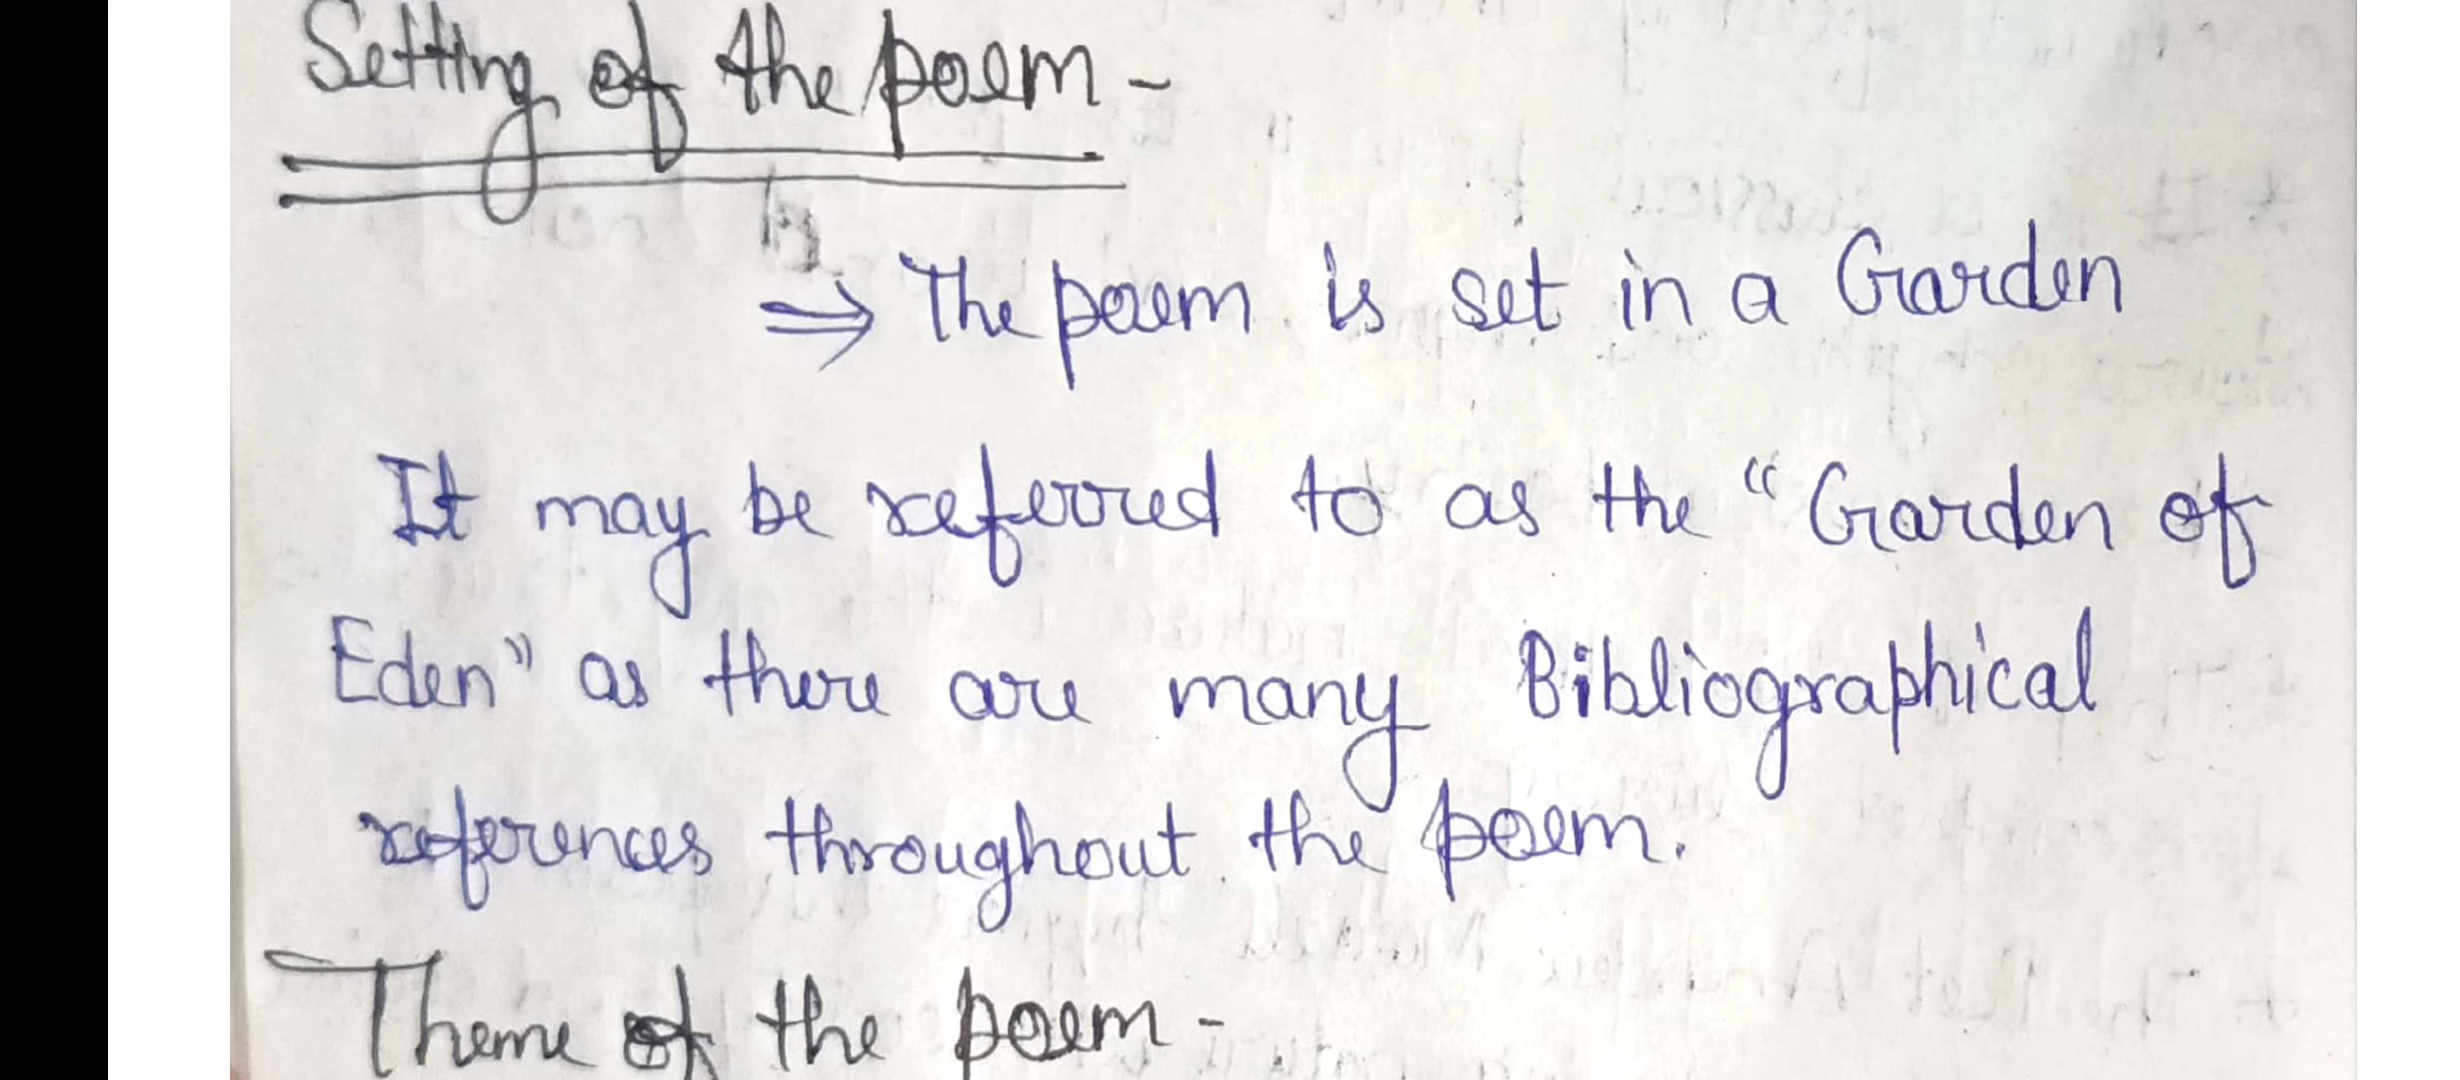 Setting of the poem -
⇒ The poem is set in a Garden
It may be referred to as the "Garden of
Eden" as there are many Bibliographical
references throughout the poem.
Theme of the poem -